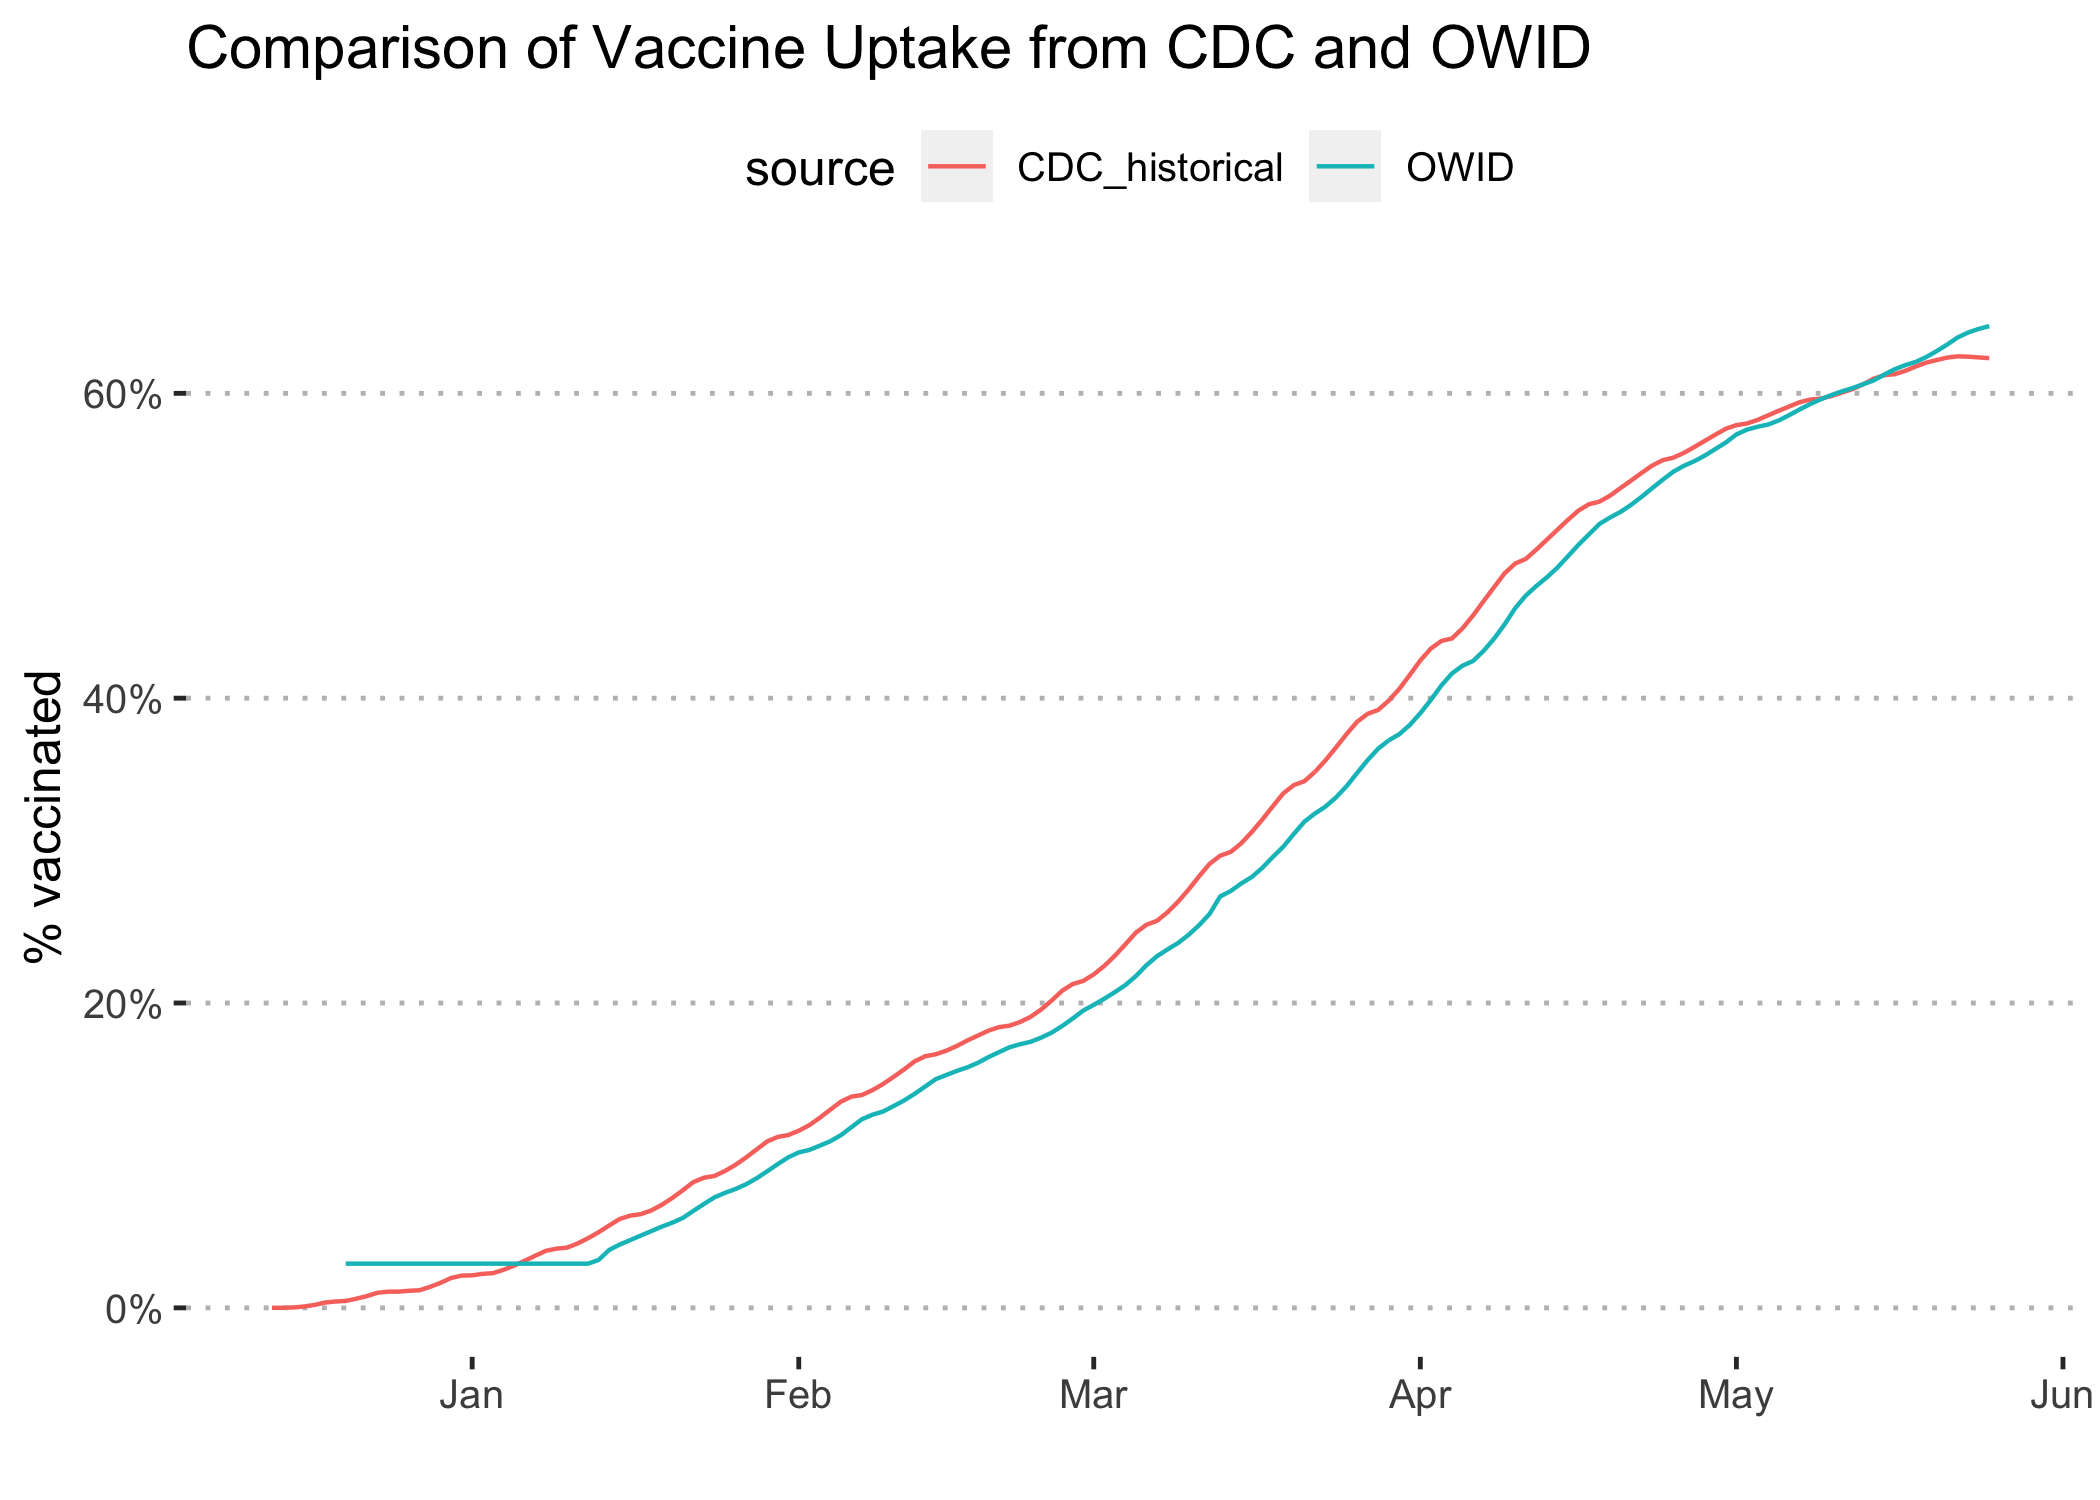 Comparison of Vaccine Uptake from CDC and OWID
source CDC_historical OWID
% vaccinated
60%
40%
20%
0%
Jan Feb Mar Apr May Jun